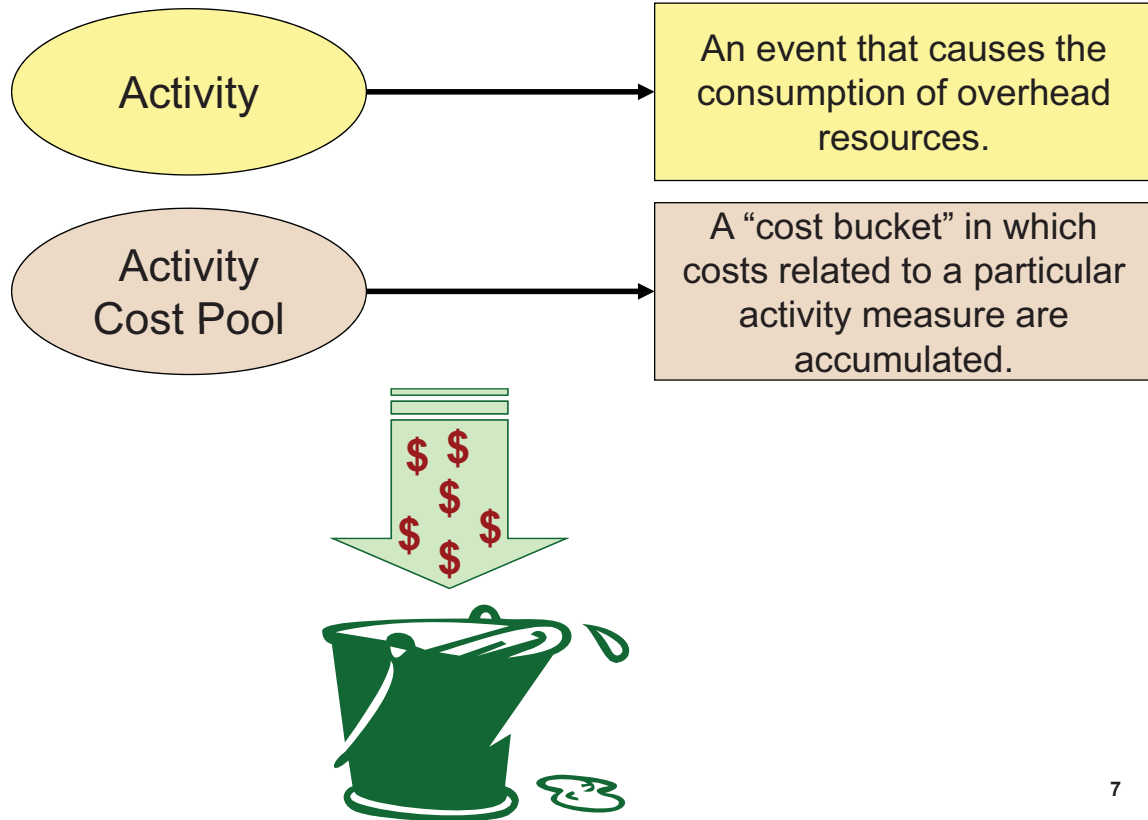 Activity
An event that causes the
consumption of overhead
resources.
Activity
Cost Pool
A “cost bucket” in which
costs related to a particular
activity measure are
accumulated.
$ $
$
$ $
$
7